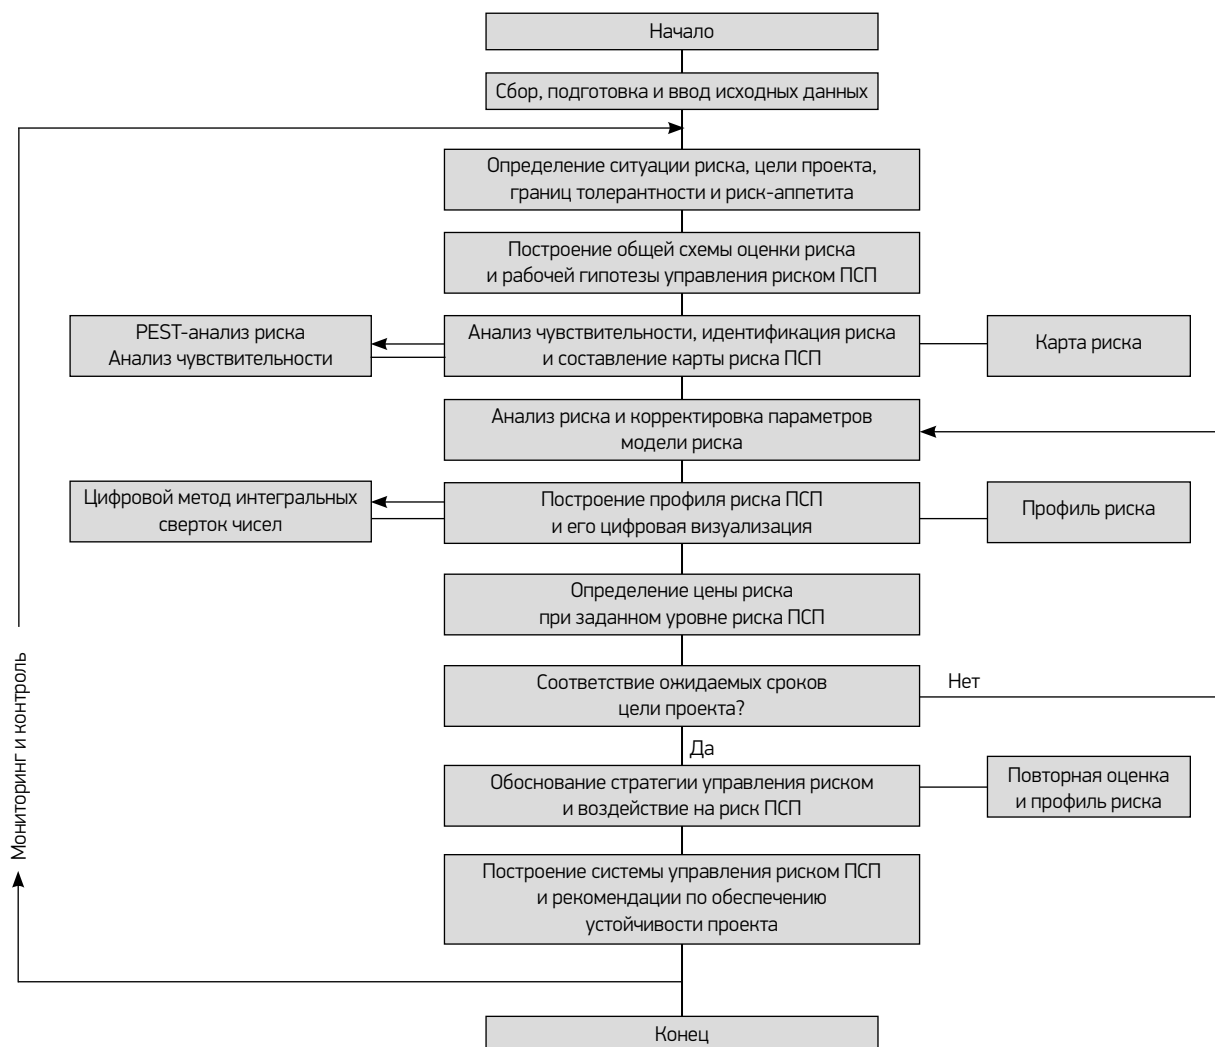 Начало
Сбор, подготовка и ввод исходных данных
Определение ситуации риска, цели проекта,
границ толерантности и риск-аппетита
Построение общей схемы оценки риска
и рабочей гипотезы управления риском ПСП
PEST-анализ риска
Анализ чувствительности
Анализ чувствительности, идентификация риска
и составление карты риска ПСП
Карта риска
Анализ риска и корректировка параметров
модели риска
Цифровой метод интегральных
сверток чисел
Построение профиля риска ПСП
и его цифровая визуализация
Профиль риска
Определение цены риска
при заданном уровне риска ПСП
Соответствие ожидаемых сроков
цели проекта?
Нет
Да
Мониторинг и контроль
Обоснование стратегии управления риском
и воздействие на риск ПСП
Повторная оценка
и профиль риска
Построение системы управления риском ПСП
и рекомендации по обеспечению
устойчивости проекта
Конец